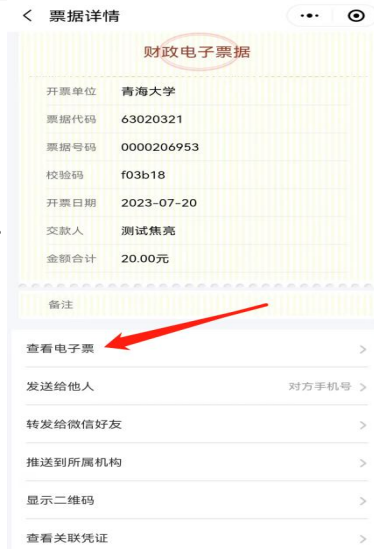 票据详情
财政电子票据
开票单位 青海大学
票据代码 63020321
票据号码 0000206953
校验码 f03b18
开票日期 2023-07-20
交款人 测试焦亮
金额合计 20.00元
备注
查看电子票
发送给他人 对方手机号
转发给微信好友
推送到所属机构
显示二维码
查看关联凭证